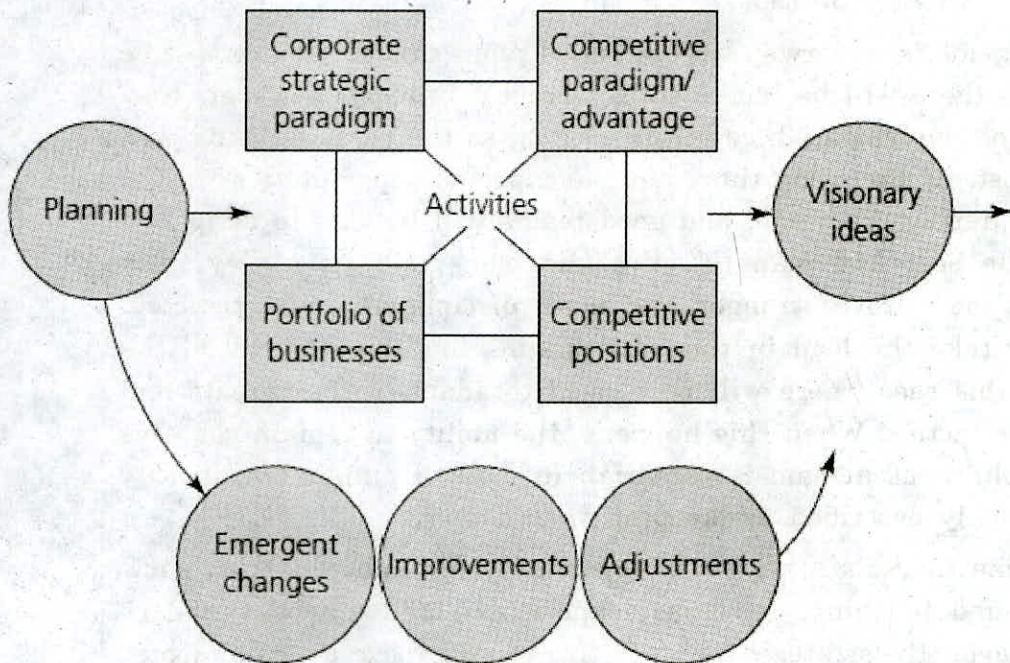 Corporate
strategic
paradigm
Competitive
paradigm/
advantage
Planning
Activities
Visionary
ideas
Portfolio of
businesses
Competitive
positions
Emergent
changes
Improvements
Adjustments